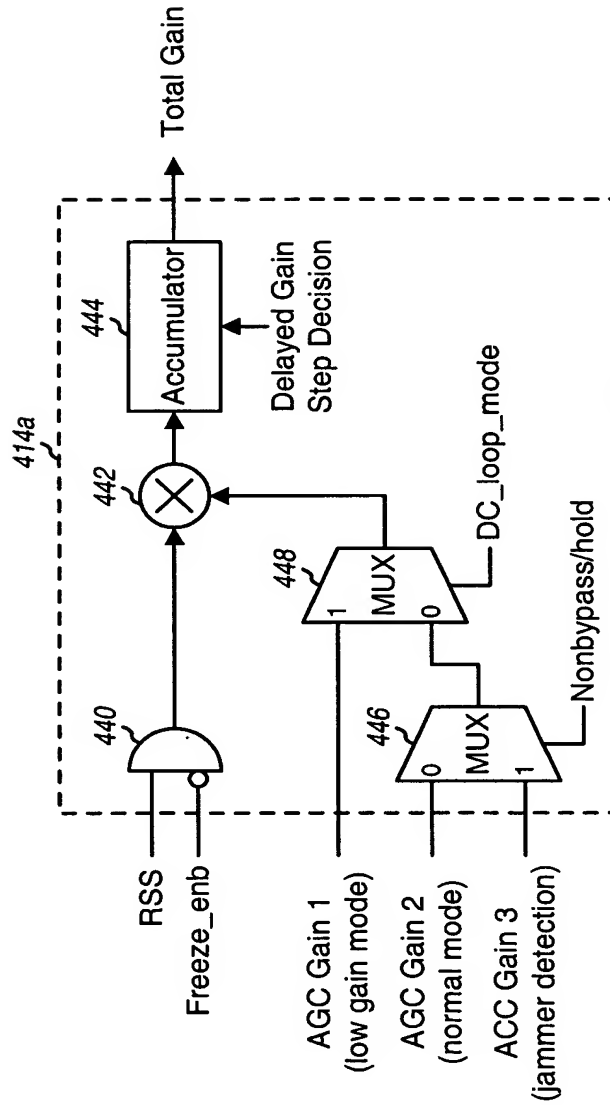 414a
RSS
Freeze_enb
440
442
444
Accumulator
Total Gain
Delayed Gain
Step Decision
AGC Gain 1
(low gain mode)
AGC Gain 2
(normal mode)
ACC Gain 3
(jammer detection)
446
0
MUX
1
Nonbypass/hold
448
1
MUX
0
DC_loop_mode